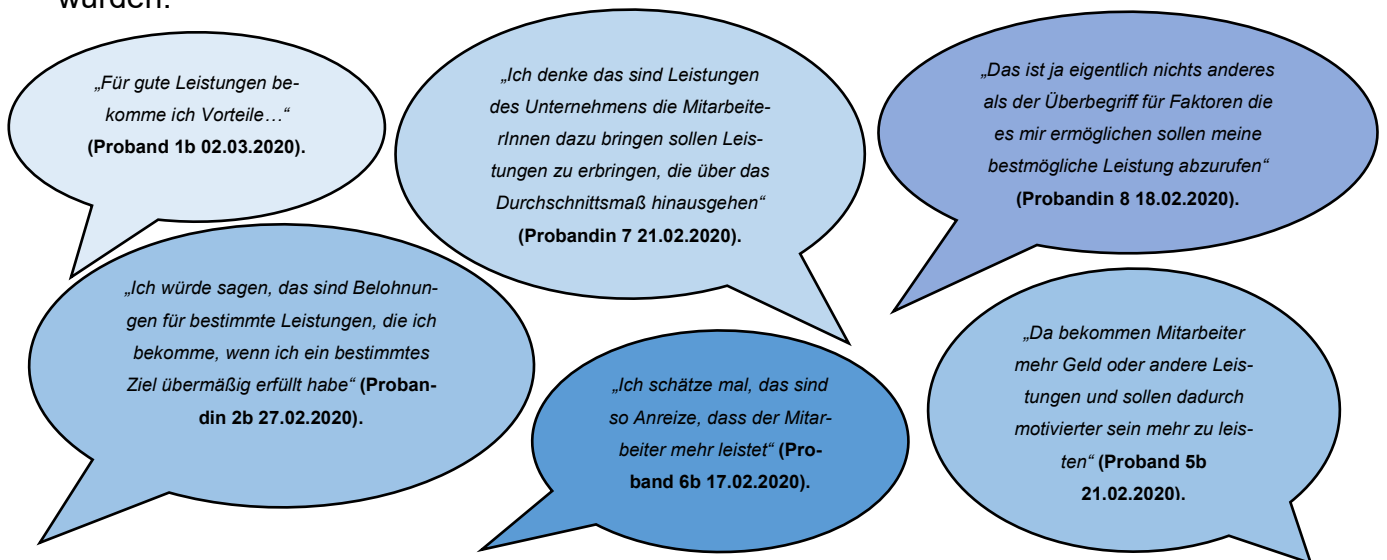 wurden.
„Für gute Leistungen be-
komme ich Vorteile…“
(Proband 1b 02.03.2020).
„Ich denke das sind Leistungen
des Unternehmens die Mitarbeite-
rInnen dazu bringen sollen Leis-
tungen zu erbringen, die über das
Durchschnittsmaß hinausgehen“
(Probandin 7 21.02.2020).
„Das ist ja eigentlich nichts anderes
als der Überbegriff für Faktoren die
es mir ermöglichen sollen meine
bestmögliche Leistung abzurufen“
(Probandin 8 18.02.2020).
„Ich würde sagen, das sind Belohnun-
gen für bestimmte Leistungen, die ich
bekomme, wenn ich ein bestimmtes
Ziel übermäßig erfüllt habe“ (Proban-
din 2b 27.02.2020).
„Ich schätze mal, das sind
so Anreize, dass der Mitar-
beiter mehr leistet“ (Pro-
band 6b 17.02.2020).
„Da bekommen Mitarbeiter
mehr Geld oder andere Leis-
tungen und sollen dadurch
motivierter sein mehr zu leis-
ten“ (Proband 5b
21.02.2020).